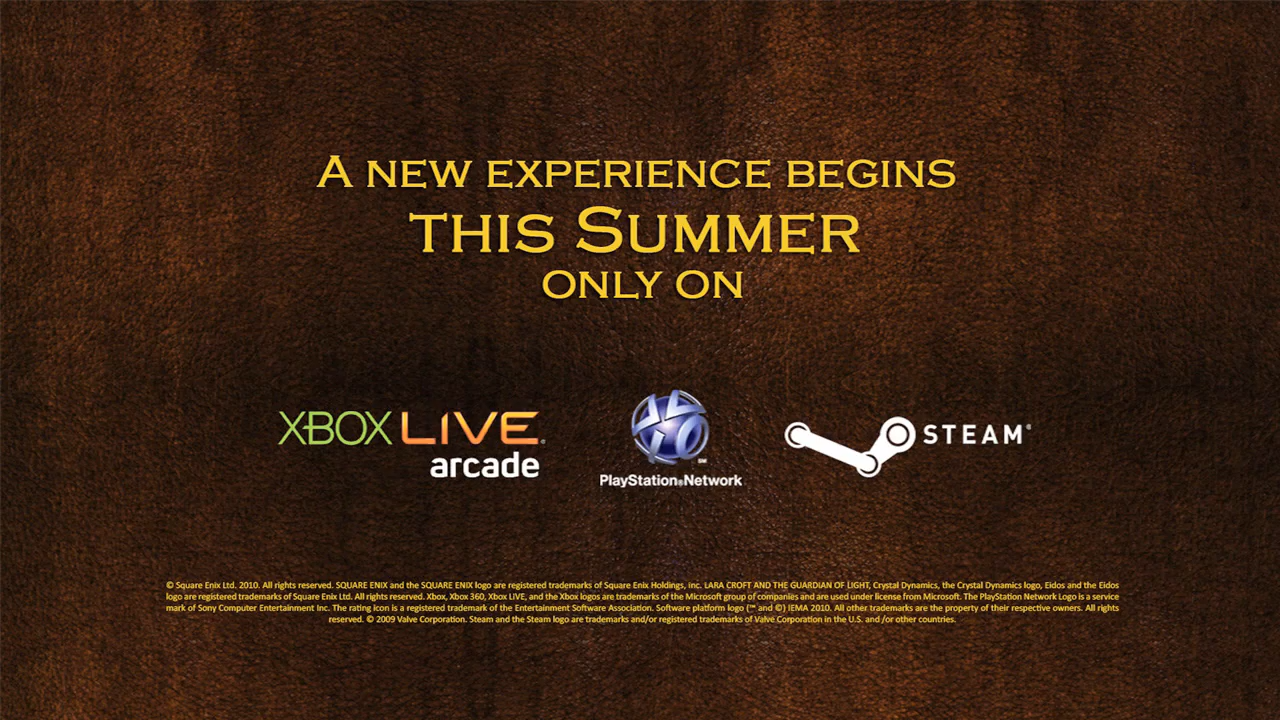 A NEW EXPERIENCE BEGINS
THIS SUMMER
ONLY ON
XBOX LIVE®
arcade
PlayStation®Network
STEAM®
© Square Enix Ltd. 2010. All rights reserved. SQUARE ENIX and the SQUARE ENIX logo are registered trademarks of Square Enix Holdings, Inc. LARA CROFT AND THE GUARDIAN OF LIGHT, Crystal Dynamics, the Crystal Dynamics logo, Eidos and the Eidos
logo are registered trademarks of Square Enix Ltd. All rights reserved. Xbox, Xbox 360, Xbox LIVE, and the Xbox logos are trademarks of the Microsoft group of companies and are used under license from Microsoft. The PlayStation Network Logo is a service
mark of Sony Computer Entertainment Inc. The rating icon is a registered trademark of the Entertainment Software Association. Software platform logo (™ and ©) IEMA 2010. All other trademarks are the property of their respective owners. All rights
reserved. © 2009 Valve Corporation. Steam and the Steam logo are trademarks and/or registered trademarks of Valve Corporation in the U.S. and /or other countries.